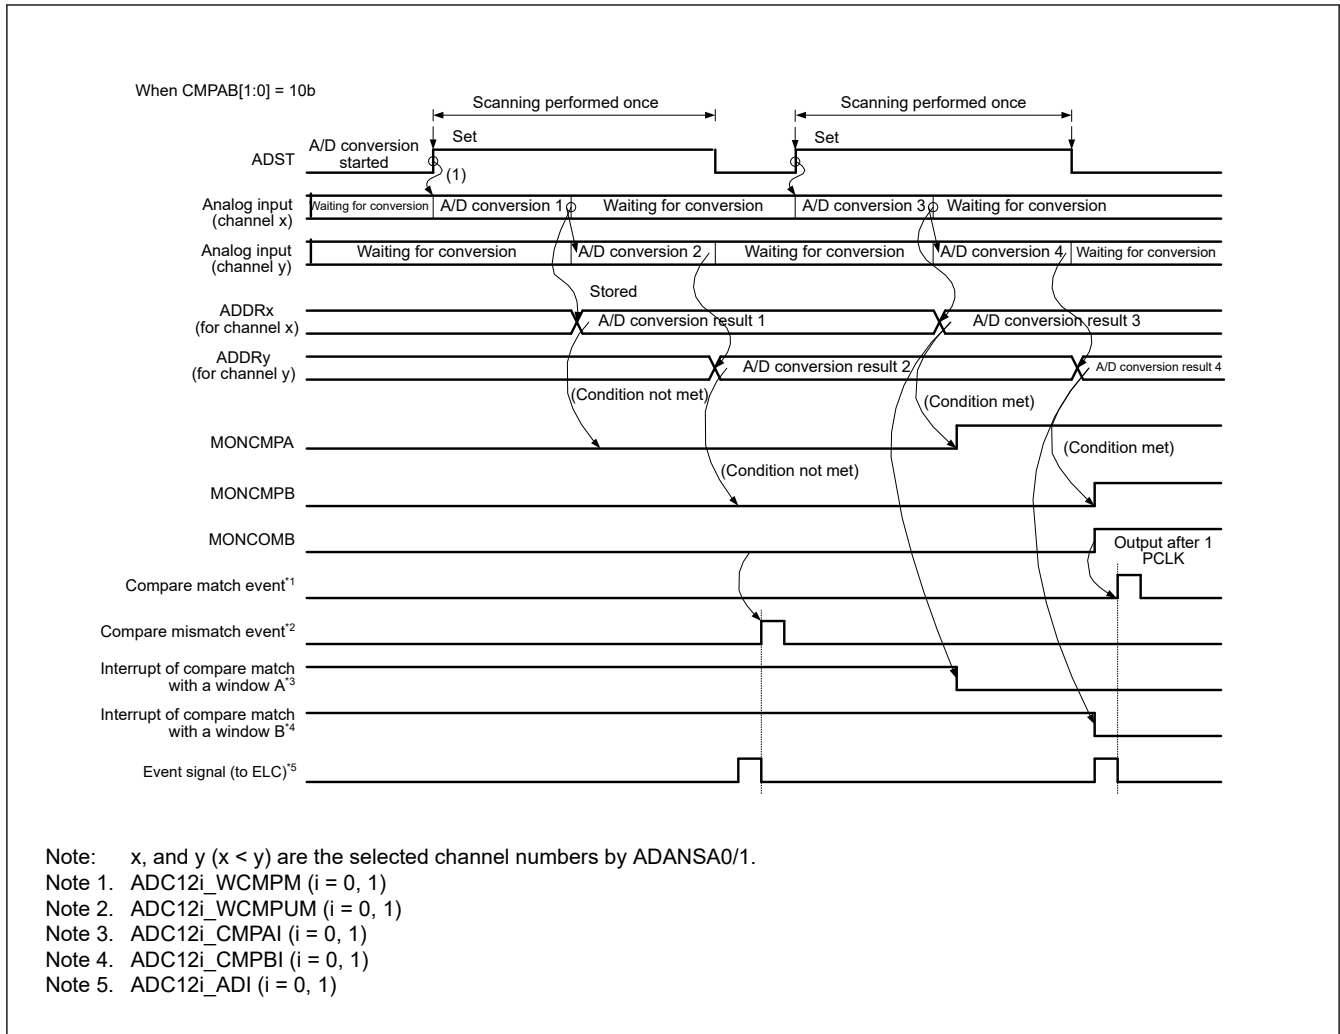 When CMPAB[1:0] = 10b
Scanning performed once
Scanning performed once
ADST
A/D conversion
started
Set
Set
(1)
Analog input
(channel x)
Waiting for conversion
A/D conversion 1
Waiting for conversion
A/D conversion 3
Waiting for conversion
Analog input
(channel y)
Waiting for conversion
A/D conversion 2
Waiting for conversion
A/D conversion 4
Waiting for conversion
Stored
ADDRx
(for channel x)
A/D conversion result 1
A/D conversion result 3
ADDRy
(for channel y)
A/D conversion result 2
A/D conversion result 4
(Condition not met)
(Condition met)
MONCMPA
(Condition met)
(Condition not met)
MONCMPB
MONCOMB
Output after 1
PCLK
Compare match event*1
Compare mismatch event*2
Interrupt of compare match
with a window A*3
Interrupt of compare match
with a window B*4
Event signal (to ELC)*5
Note: x, and y (x < y) are the selected channel numbers by ADANSA0/1.
Note 1. ADC12i_WCMPM (i = 0, 1)
Note 2. ADC12i_WCMPUM (i = 0, 1)
Note 3. ADC12i_CMPAI (i = 0, 1)
Note 4. ADC12i_CMPBI (i = 0, 1)
Note 5. ADC12i_ADI (i = 0, 1)